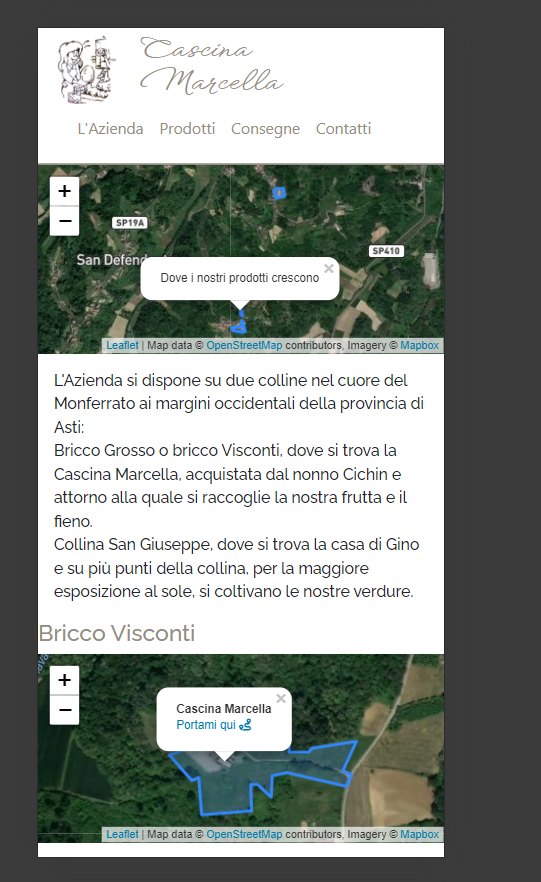 Cascina
Marcella
L'Azienda Prodotti Consegne Contatti
+
−
SP19A
SP410
San Defend
Dove i nostri prodotti crescono ×
Leaflet | Map data © OpenStreetMap contributors, Imagery © Mapbox
L'Azienda si dispone su due colline nel cuore del
Monferrato ai margini occidentali della provincia di
Asti:
Bricco Grosso o bricco Visconti, dove si trova la
Cascina Marcella, acquistata dal nonno Cichin e
attorno alla quale si raccoglie la nostra frutta e il
fieno.
Collina San Giuseppe, dove si trova la casa di Gino
e su più punti della collina, per la maggiore
esposizione al sole, si coltivano le nostre verdure.
Bricco Visconti
+
−
Cascina Marcella ×
Portami qui
Leaflet | Map data © OpenStreetMap contributors, Imagery © Mapbox